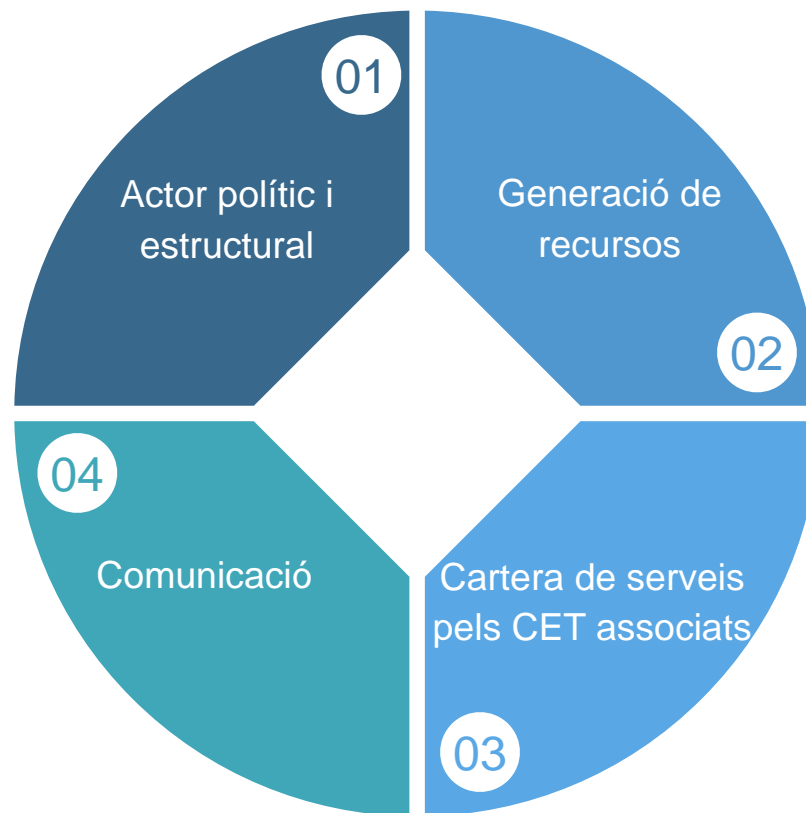 01
Actor polític i
estructural
Generació de
recursos
02
Cartera de serveis
pels CET associats
03
04
Comunicació